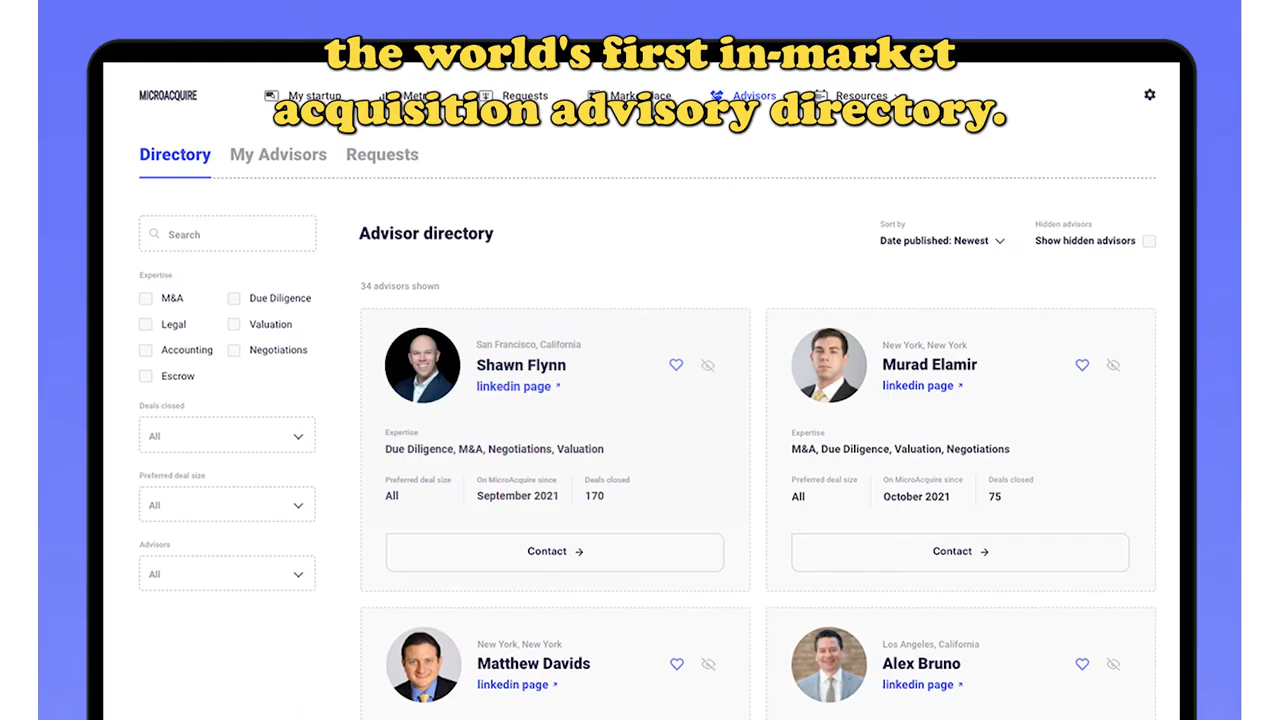 the world's first in-market
acquisition advisory directory.
MICROACQUIRE
My startup
Requests
Advisors
Resources
Directory My Advisors Requests
Search
Expertise
M&A Due Diligence
Legal Valuation
Accounting Negotiations
Escrow
Deals closed
All
Preferred deal size
All
Advisors
All
Advisor directory
Sort by
Date published: Newest
Hidden advisors
Show hidden advisors
34 advisors shown
San Francisco, California
Shawn Flynn
linkedin page
Expertise
Due Diligence, M&A, Negotiations, Valuation
Preferred deal size On MicroAcquire since Deals closed
All September 2021 170
Contact →
New York, New York
Murad Elamir
linkedin page
Expertise
M&A, Due Diligence, Valuation, Negotiations
Preferred deal size On MicroAcquire since Deals closed
All October 2021 75
Contact →
New York, New York
Matthew Davids
linkedin page
Los Angeles, California
Alex Bruno
linkedin page